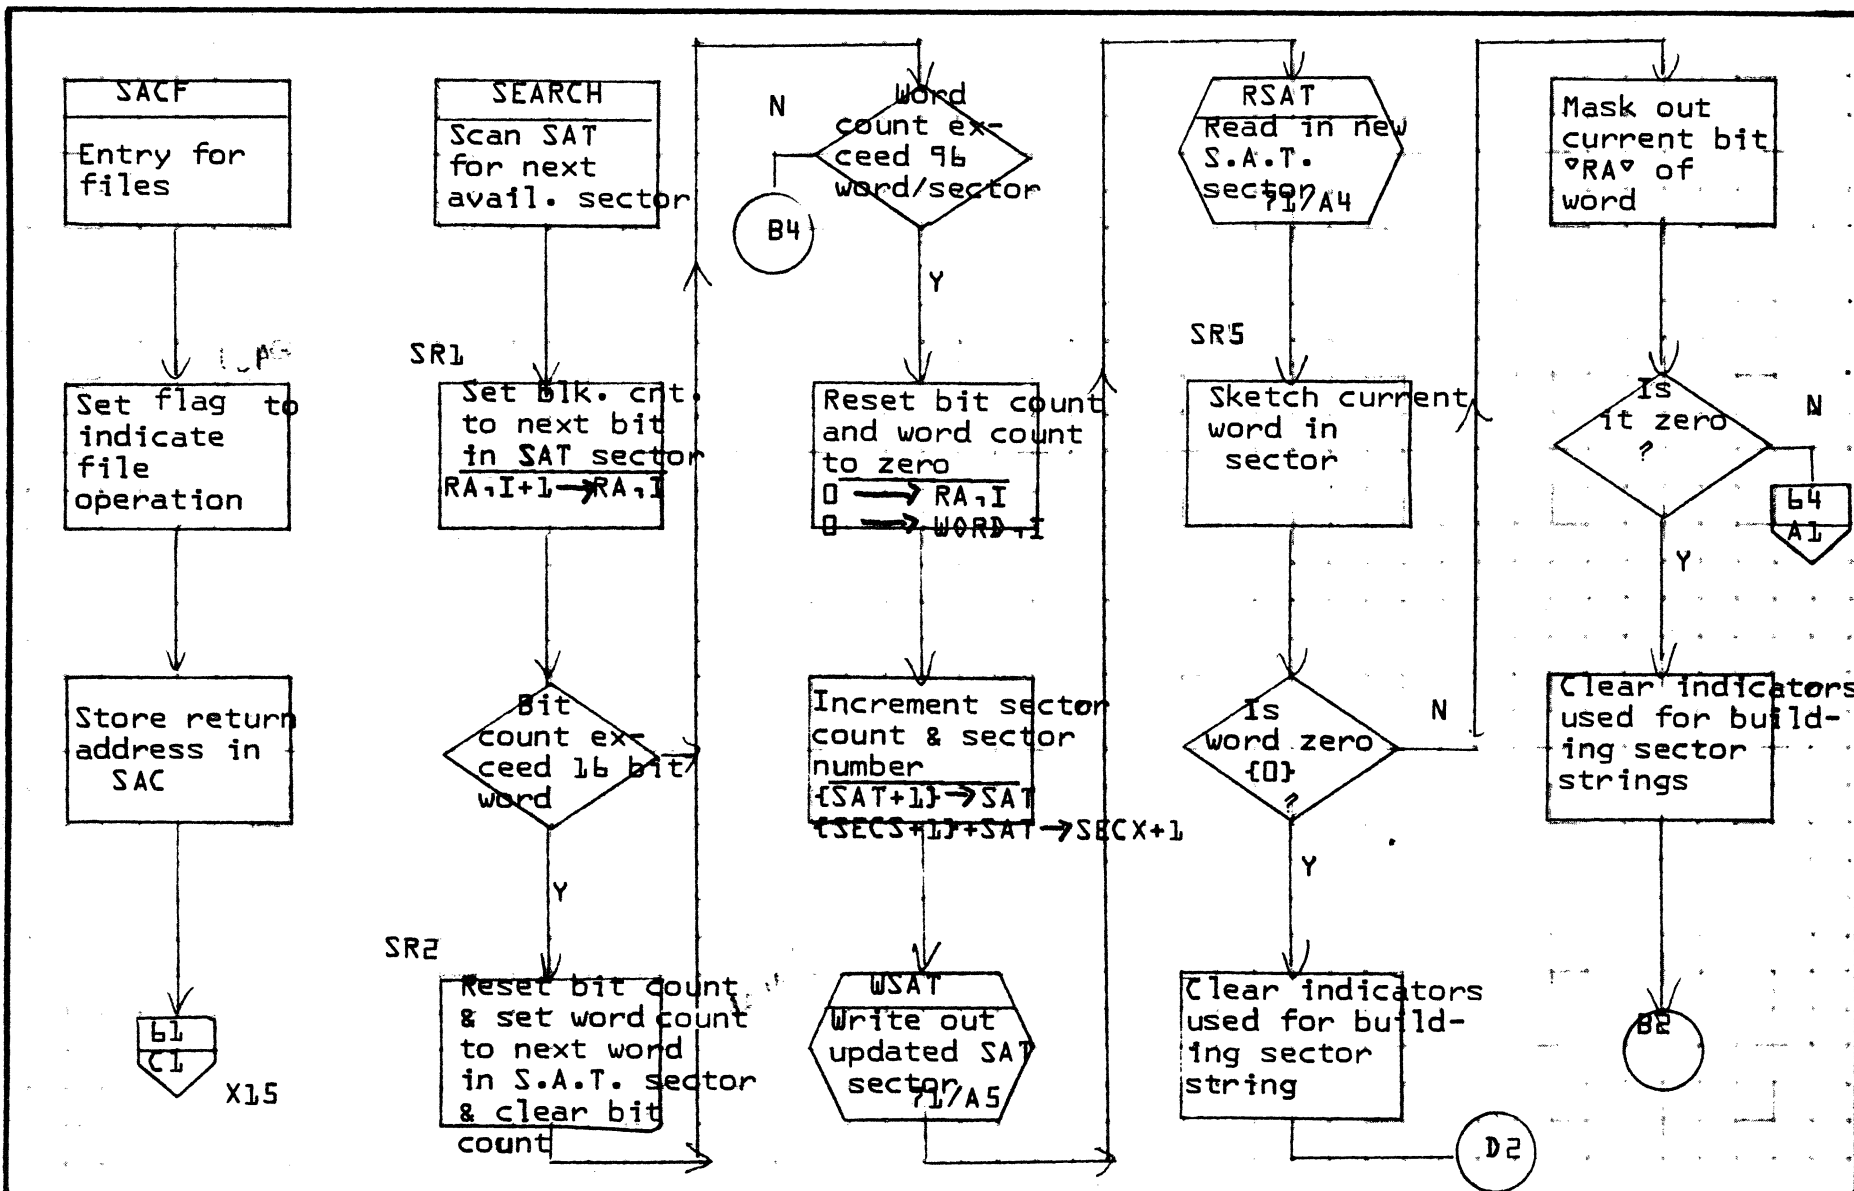 SACF
Entry for
files
Set flag to
indicate
file
operation
Store return
address in
SAC
61
C1
X15
SEARCH
Scan SAT
for next
avail. sector
SR1
Set blk. cnt.
to next bit
in SAT sector
RA,I+1→RA,I
Bit
count ex-
ceed 16 bit
word
Y
SR2
Reset bit count
& set word count
to next word
in S.A.T. sector
& clear bit
count
Word
count ex-
ceed 96
word/sector
N
B4
Y
Reset bit count
and word count
to zero
0 → RA,I
0 → WORD,I
Increment sector
count & sector
number
{SAT+1}→SAT
{SECS+1}+SAT→SECX+1
WSAT
Write out
updated SAT
sector
71/A5
RSAT
Read in new
S.A.T.
sector
71/A4
SR5
Sketch current
word in
sector
Is
word zero
{0}
?
N
Y
Clear indicators
used for build-
ing sector
string
D2
Mask out
current bit
"RA" of
word
Is
it zero
?
N
64
A1
Y
Clear indicators
used for build-
ing sector
strings
B2